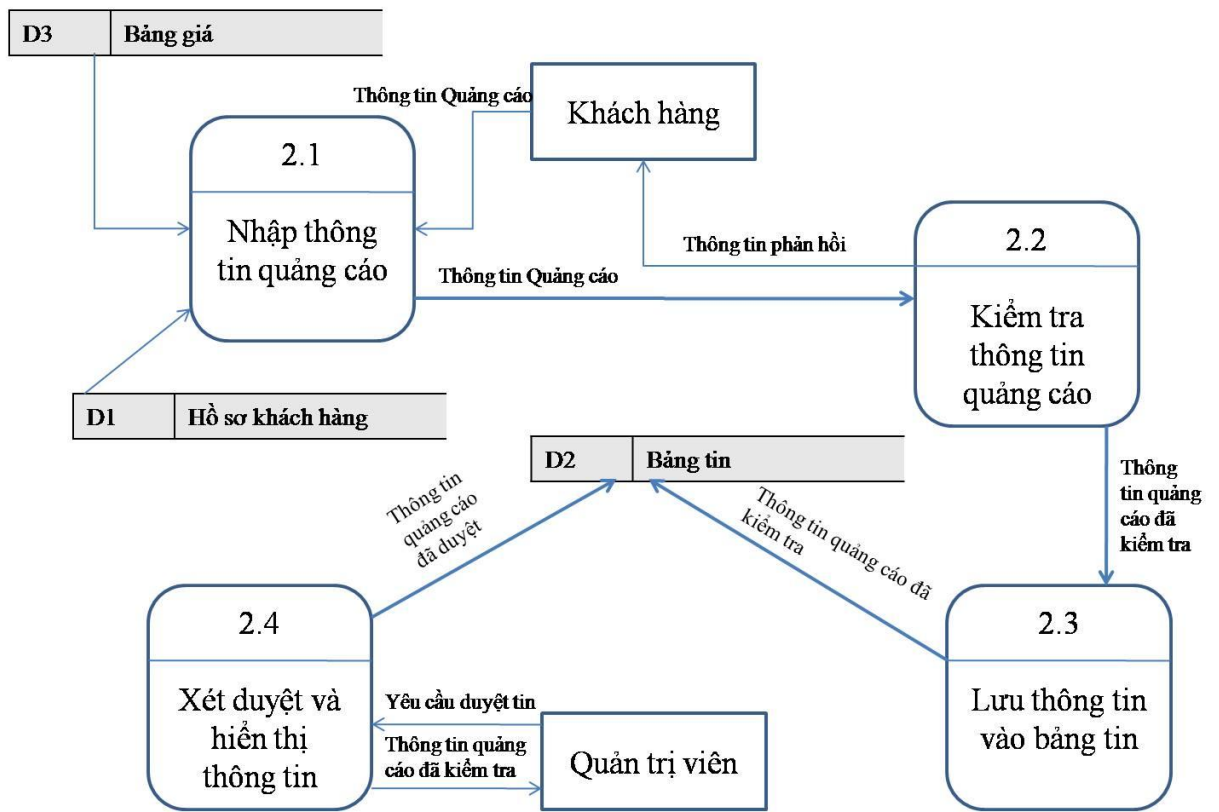 D3 Bảng giá
Thông tin Quảng cáo
Khách hàng
2.1
Nhập thông
tin quảng cáo
Thông tin phản hồi
2.2
Thông tin Quảng cáo
Kiểm tra
thông tin
quảng cáo
D1 Hồ sơ khách hàng
D2 Bảng tin
Thông tin
quảng cáo
đã duyệt
Thông tin quảng cáo đã
kiểm tra
Thông
tin quảng
cáo đã
kiểm tra
2.4
Xét duyệt và
hiển thị
thông tin
Yêu cầu duyệt tin
Thông tin quảng
cáo đã kiểm tra
Quản trị viên
2.3
Lưu thông tin
vào bảng tin